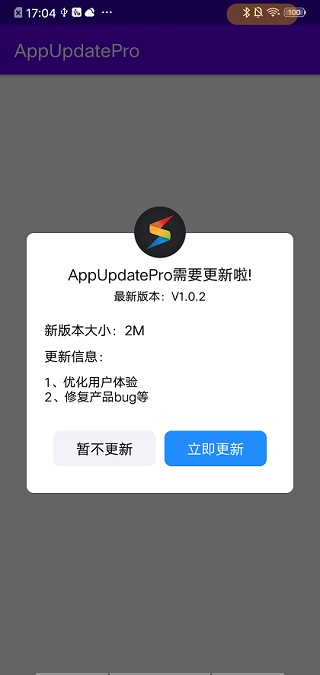 17:04
100
AppUpdatePro
AppUpdatePro需要更新啦!
最新版本：V1.0.2
新版本大小：2M
更新信息：
1、优化用户体验
2、修复产品bug等
暂不更新
立即更新